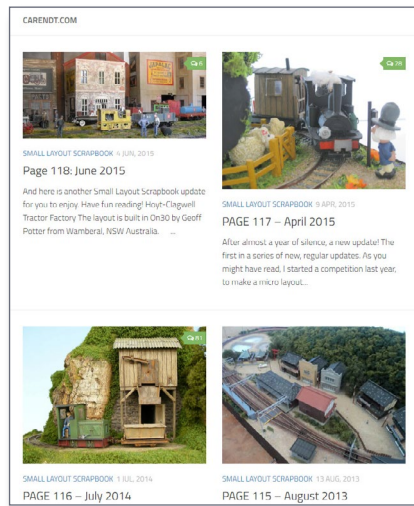 CARENDT.COM
6
SMALL LAYOUT SCRAPBOOK 4 JUN, 2015
Page 118: June 2015
And here is another Small Layout Scrapbook update
for you to enjoy. Have fun reading! Hoyt-Clagwell
Tractor Factory The layout is built in On30 by Geoff
Potter from Wamberal, NSW Australia. ...
78
SMALL LAYOUT SCRAPBOOK 9 APR, 2015
PAGE 117 – April 2015
After almost a year of silence, a new update! The
first in a series of new, regular updates. As you
might have read, I started a competition last year,
to make a micro layout...
81
SMALL LAYOUT SCRAPBOOK 1 JUL, 2014
PAGE 116 – July 2014
SMALL LAYOUT SCRAPBOOK 13 AUG, 2013
PAGE 115 – August 2013